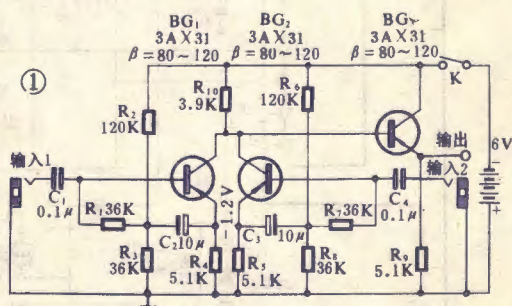 ①
BG₁
3AX31
β=80~120
BG₂
3AX31
β=80~120
3AX31
β=80~120
K
R₂
120K
R₁₀
3.9K
R₆
120K
输出
6V
输入1
C₁
0.1μ
R₁ 36K
C₂ 10μ
-1.2V
C₃
10μ
R₇ 36K
C₄
0.1μ
输入2
R₃
36K
R₄
5.1K
R₅
5.1K
R₈
36K
R₉
5.1K